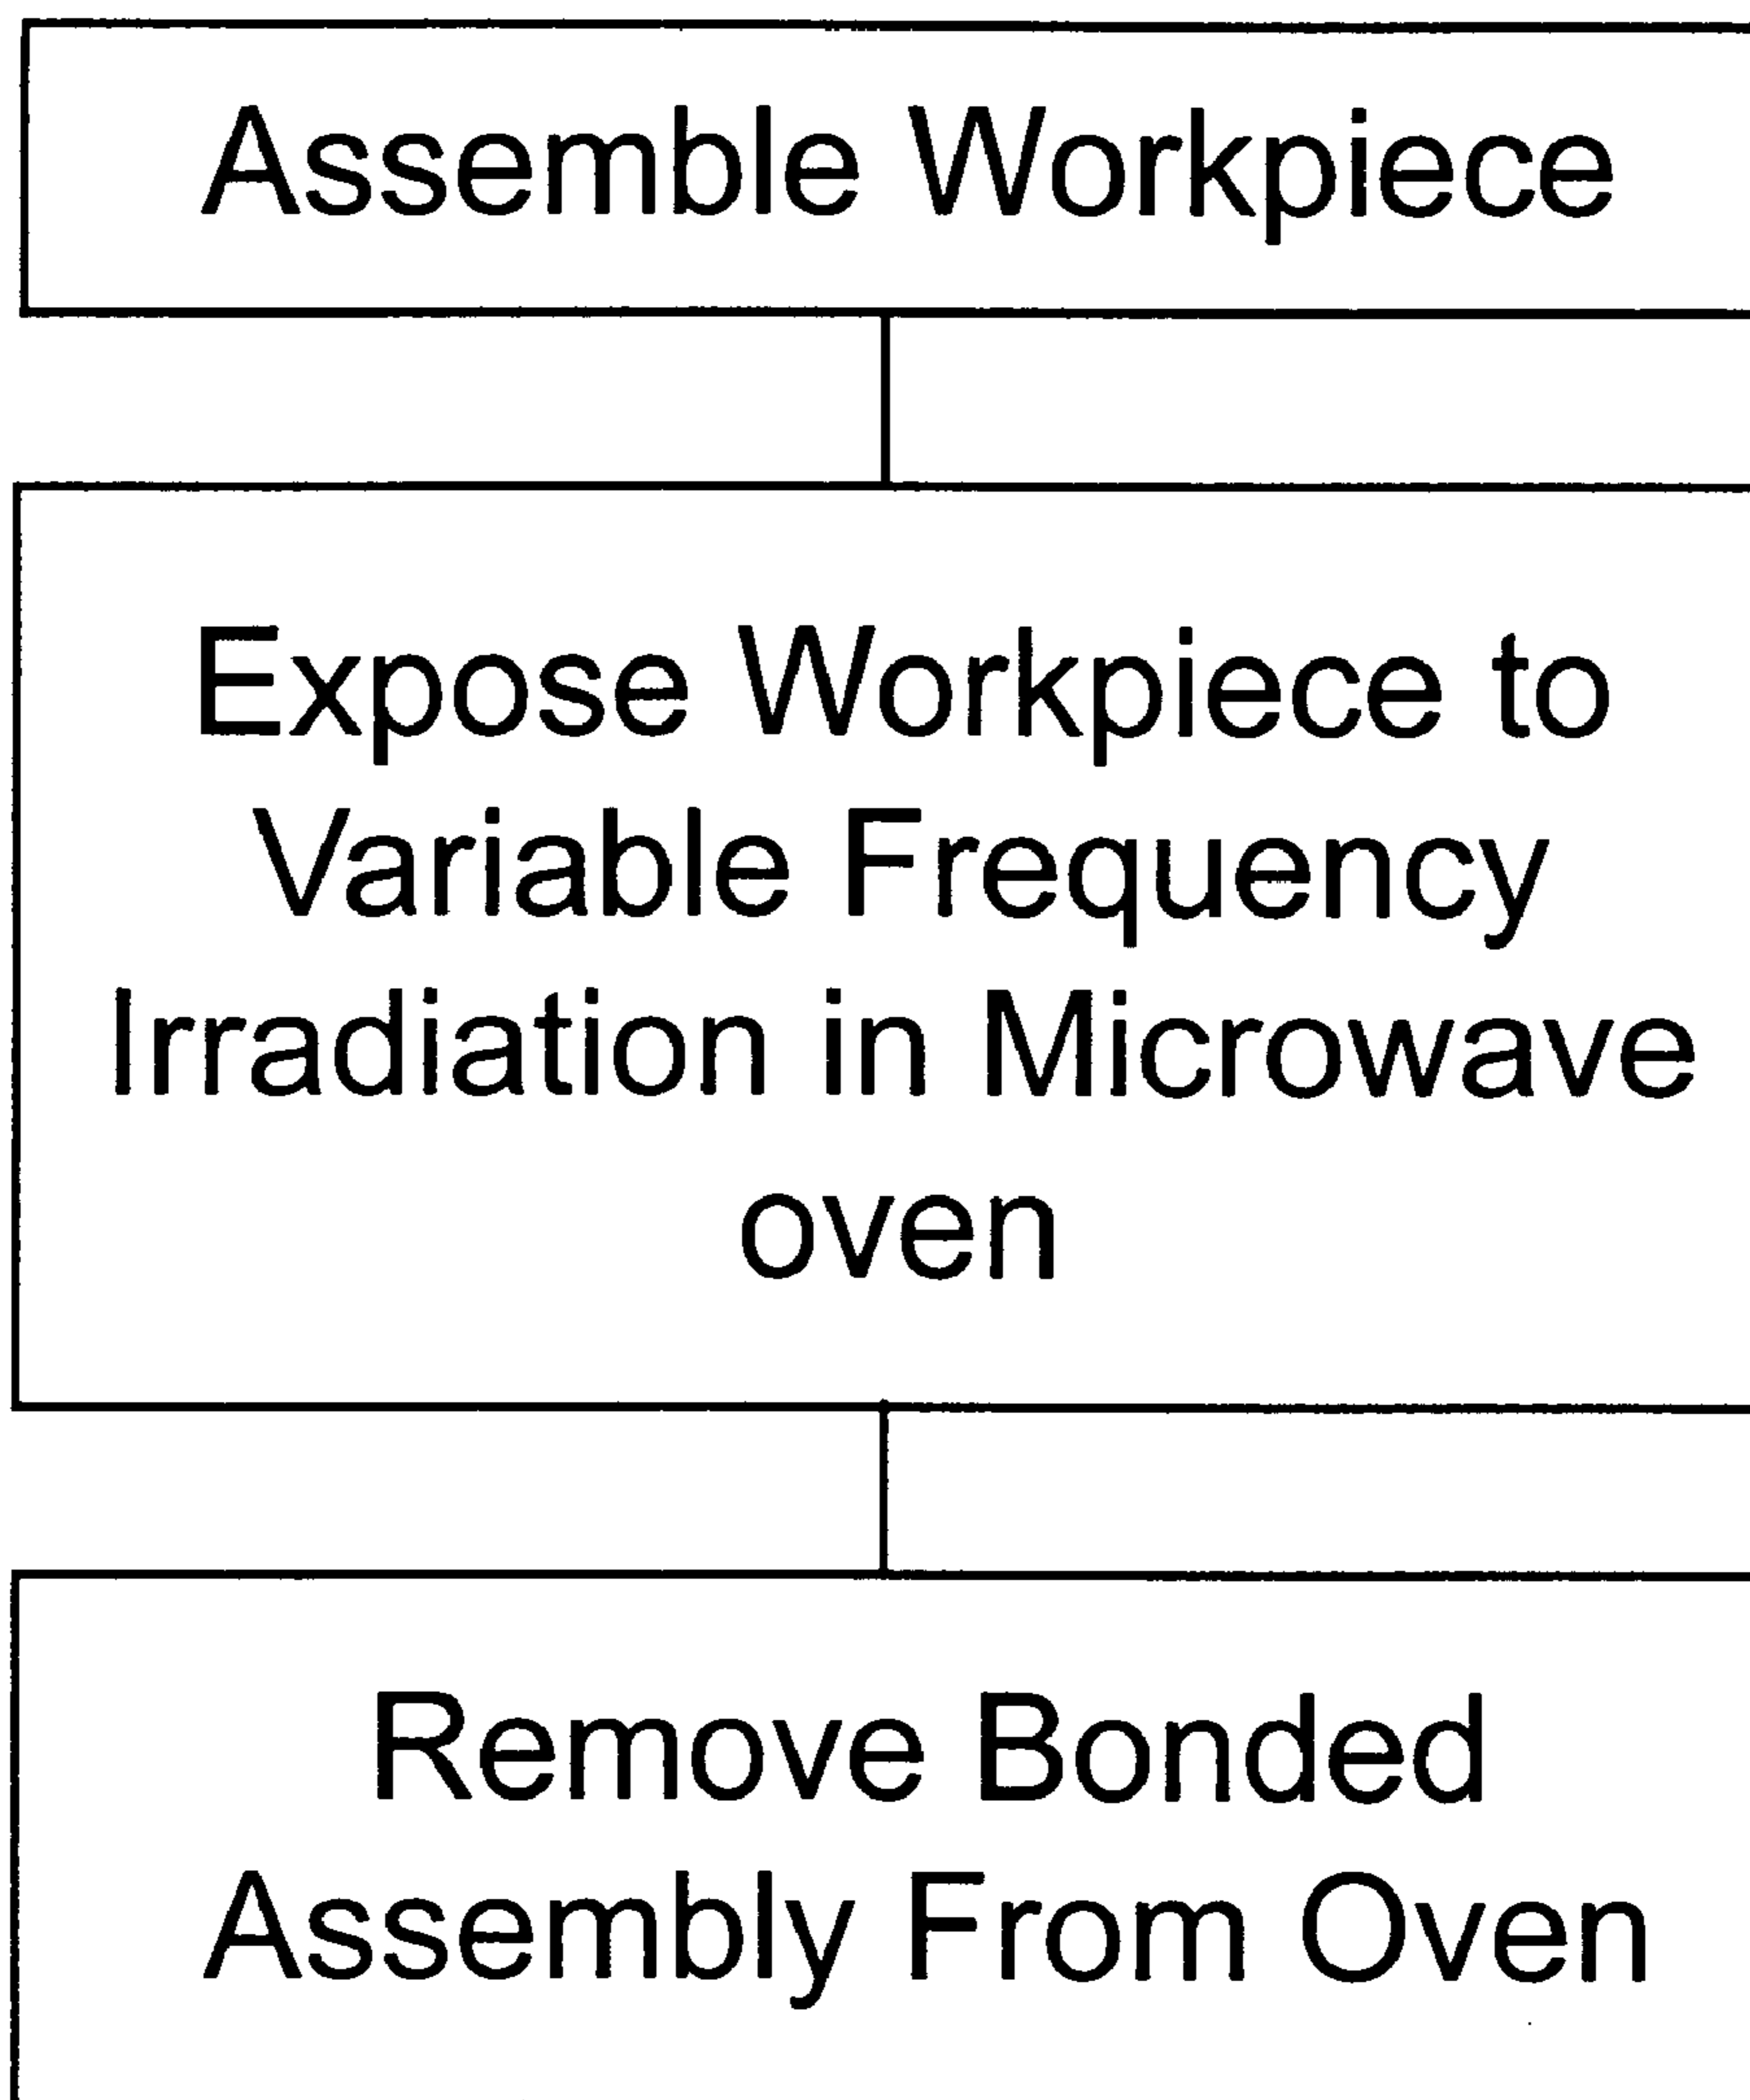 Assemble Workpiece
Expose Workpiece to
Variable Frequency
Irradiation in Microwave
oven
Remove Bonded
Assembly From Oven